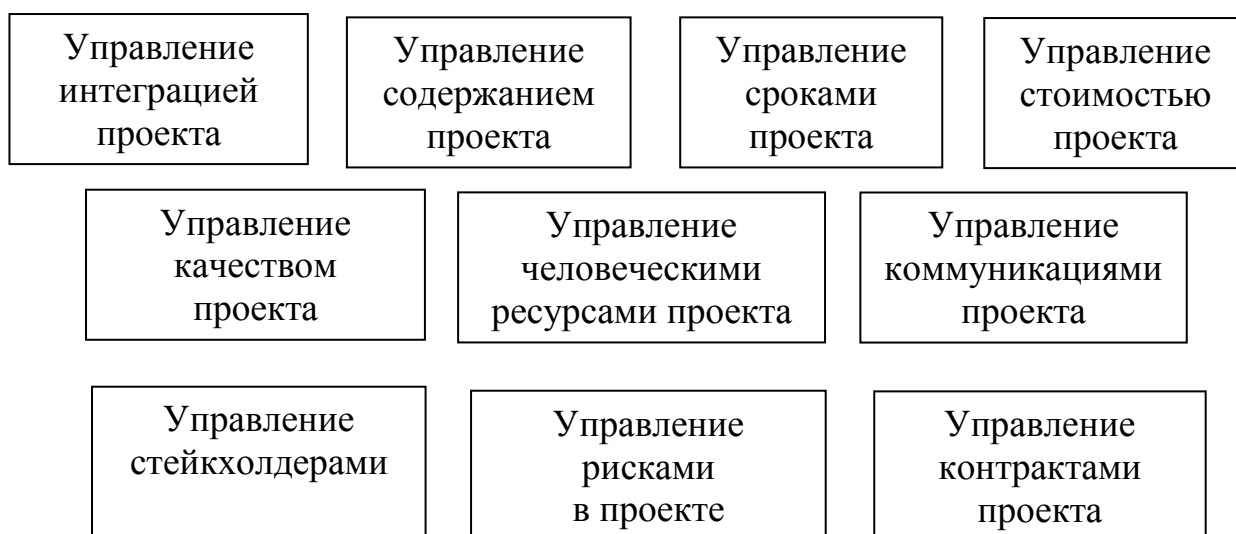 Управление
интеграцией
проекта
Управление
содержанием
проекта
Управление
сроками
проекта
Управление
стоимостью
проекта
Управление
качеством
проекта
Управление
человеческими
ресурсами проекта
Управление
коммуникациями
проекта
Управление
стейкхолдерами
Управление
рисками
в проекте
Управление
контрактами
проекта